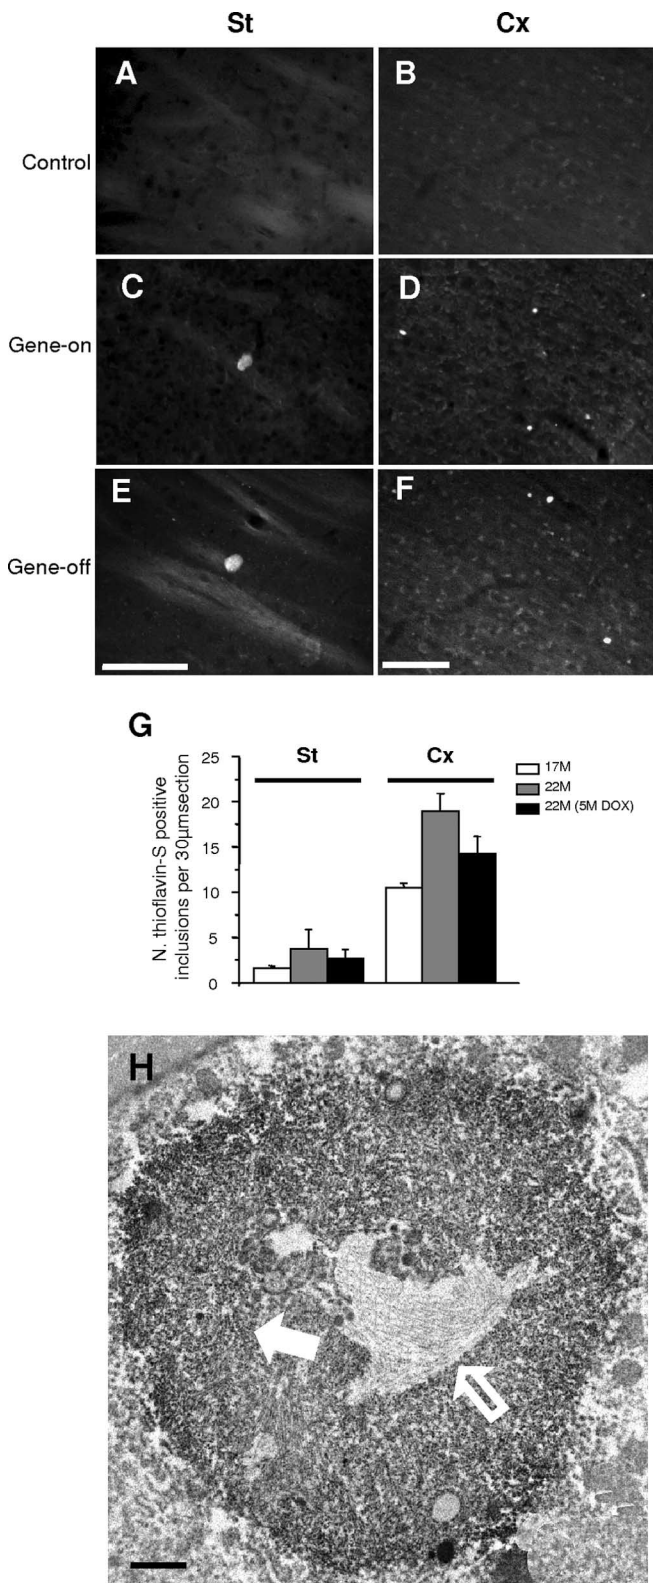 St Cx
A B
Control
C D
Gene-on
E F
Gene-off
G
St Cx
N. thioflavin-S positive
inclusions per 30µmsection
25
20
15
10
5
0
17M
22M
22M (5M DOX)
H